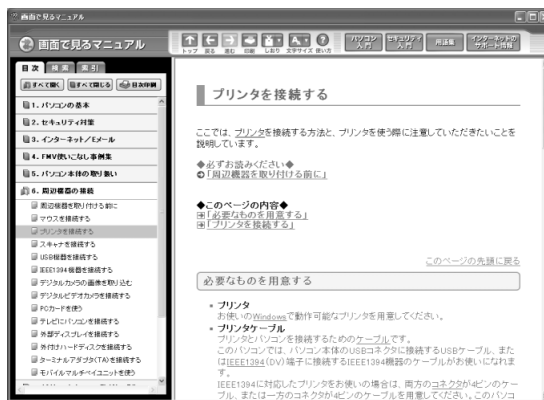 画面で見るマニュアル
画面で見るマニュアル
トップ 戻る 進む 印刷 しおり 文字サイズ 使い方
パソコン入門
セキュリティ入門
用語集
インターネットのサポート情報
目次 検索 索引
すべて開く すべて閉じる 目次印刷
1. パソコンの基本
2. セキュリティ対策
3. インターネット/Eメール
4. FMV使いこなし事例集
5. パソコン本体の取り扱い
6. 周辺機器の接続
周辺機器を取り付ける前に
マウスを接続する
プリンタを接続する
スキャナを接続する
USB機器を接続する
IEEE1394機器を接続する
デジタルカメラの画像を取り込む
デジタルビデオカメラを接続する
PCカードを使う
テレビにパソコンを接続する
外部ディスプレイを接続する
外付けハードディスクを接続する
ターミナルアダプタ(TA)を接続する
モバイルマルチベイユニットを使う
プリンタを接続する
ここでは、プリンタを接続する方法と、プリンタを使う際に注意していただきたいことを
説明しています。
◆必ずお読みください◆
「周辺機器を取り付ける前に」
◆このページの内容◆
「必要なものを用意する」
「プリンタを接続する」
このページの先頭に戻る
必要なものを用意する
• プリンタ
お使いのWindowsで動作可能なプリンタを用意してください。
• プリンタケーブル
プリンタとパソコンを接続するためのケーブルです。
このパソコンでは、パソコン本体のUSBコネクタに接続するUSBケーブル、また
はIEEE1394(DV)端子に接続するIEEE1394機器のケーブルがお使いになれま
す。
IEEE1394に対応したプリンタをお使いの場合は、両方のコネクタが4ピンのケー
ブル、または一方のコネクタが4ピンのケーブルを用意してください。このパソコ